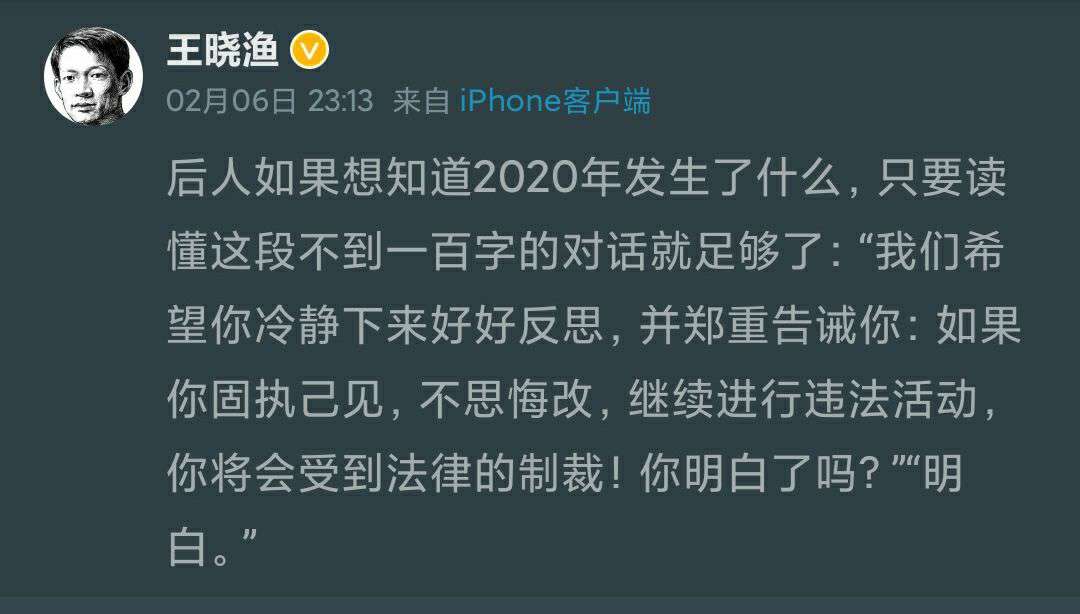 王晓渔
02月06日 23:13 来自 iPhone客户端
后人如果想知道2020年发生了什么，只要读
懂这段不到一百字的对话就足够了：“我们希
望你冷静下来好好反思，并郑重告诫你：如果
你固执己见，不思悔改，继续进行违法活动，
你将会受到法律的制裁！你明白了吗？”“明
白。”